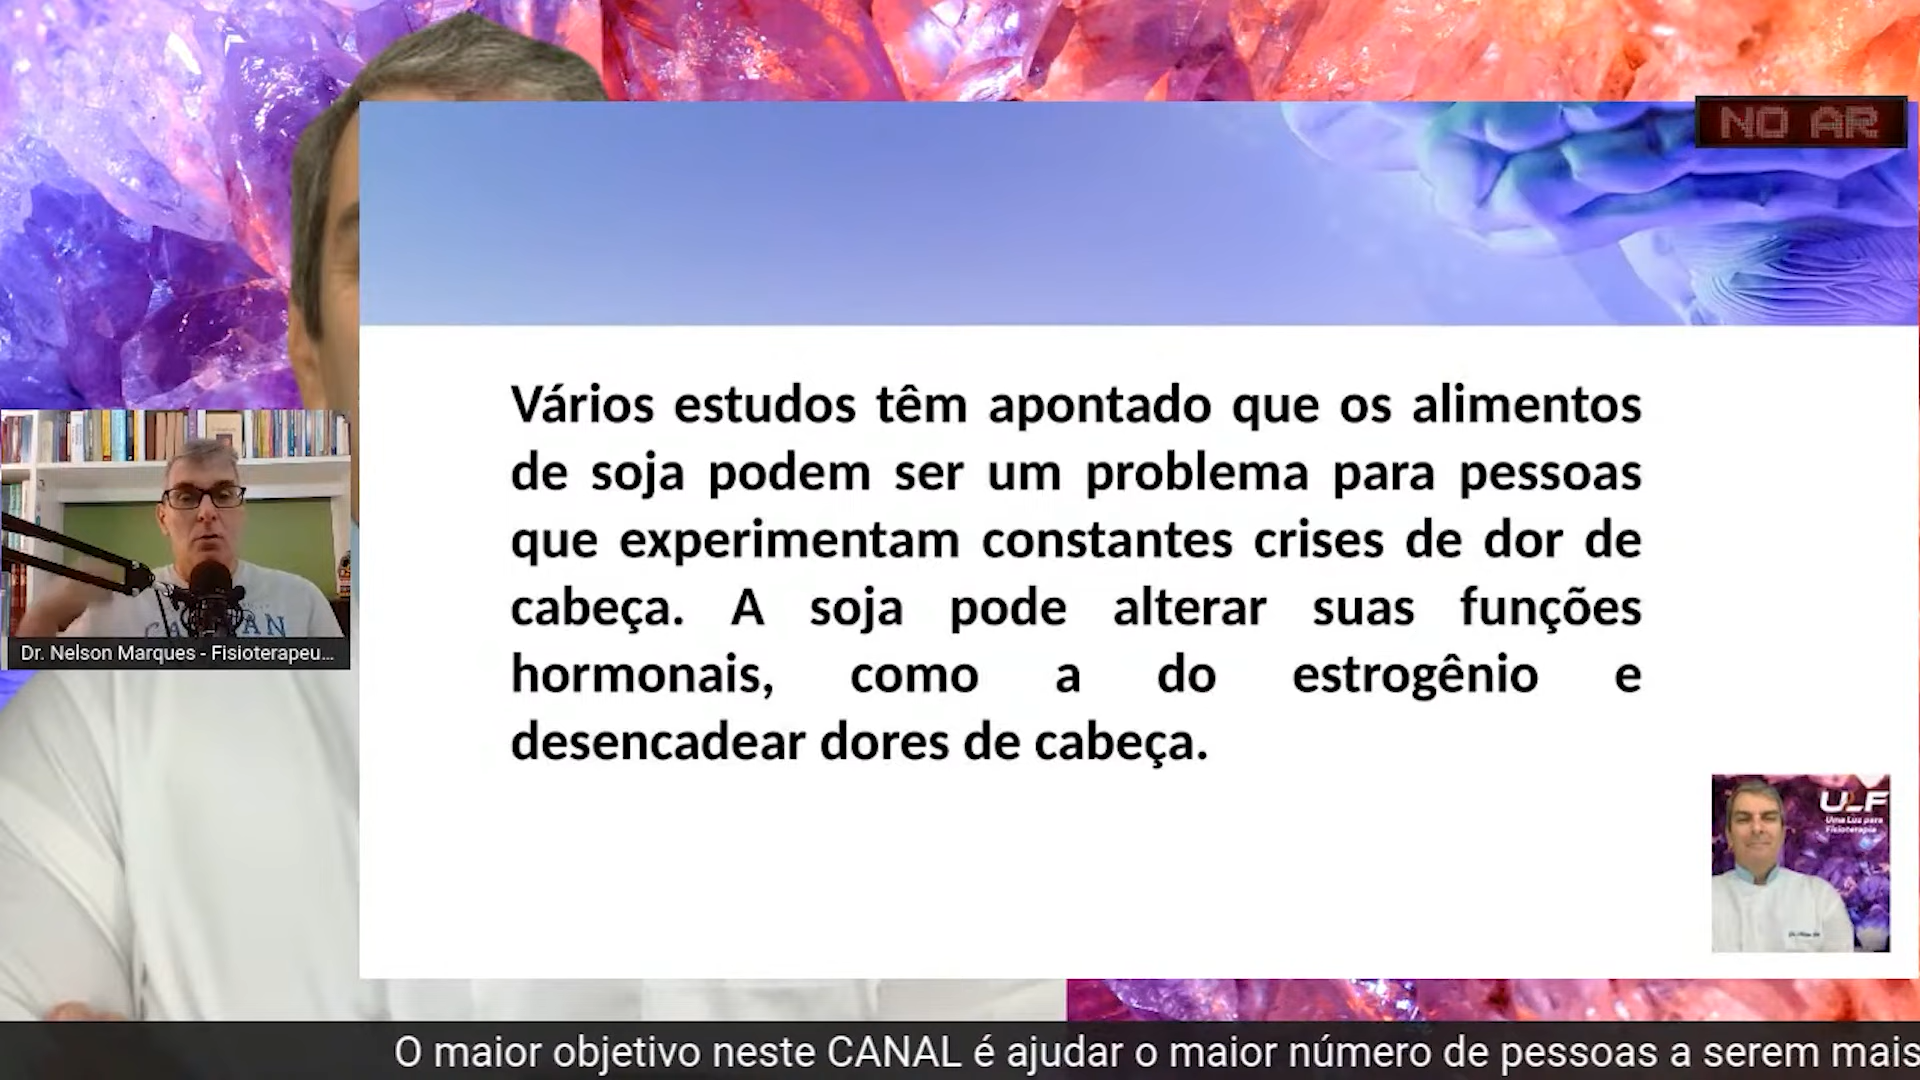 NO AR
Vários estudos têm apontado que os alimentos
de soja podem ser um problema para pessoas
que experimentam constantes crises de dor de
cabeça. A soja pode alterar suas funções
hormonais, como a do estrogênio e
desencadear dores de cabeça.
Dr. Nelson Marques - Fisioterapeu...
Uma Luz para
Fisioterapia
O maior objetivo neste CANAL é ajudar o maior número de pessoas a serem mais